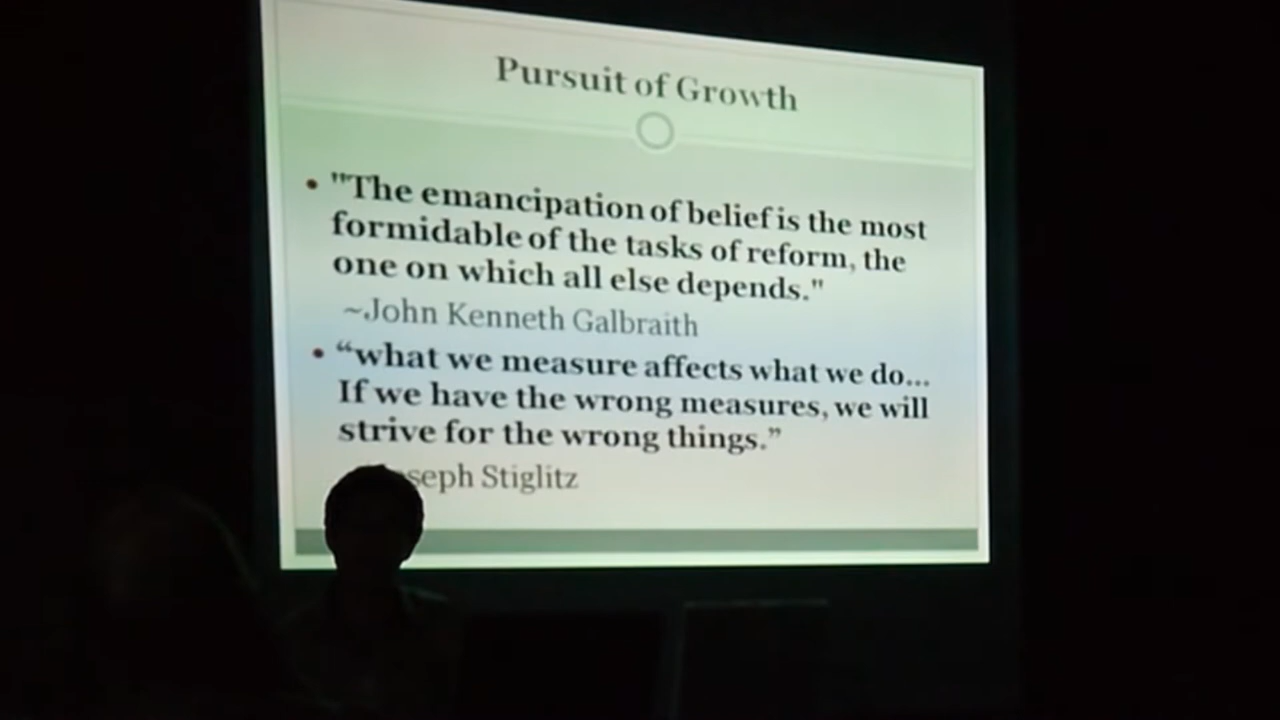 Pursuit of Growth
• "The emancipation of belief is the most
formidable of the tasks of reform, the
one on which all else depends."
~John Kenneth Galbraith
• “what we measure affects what we do...
If we have the wrong measures, we will
strive for the wrong things.”
Stiglitz